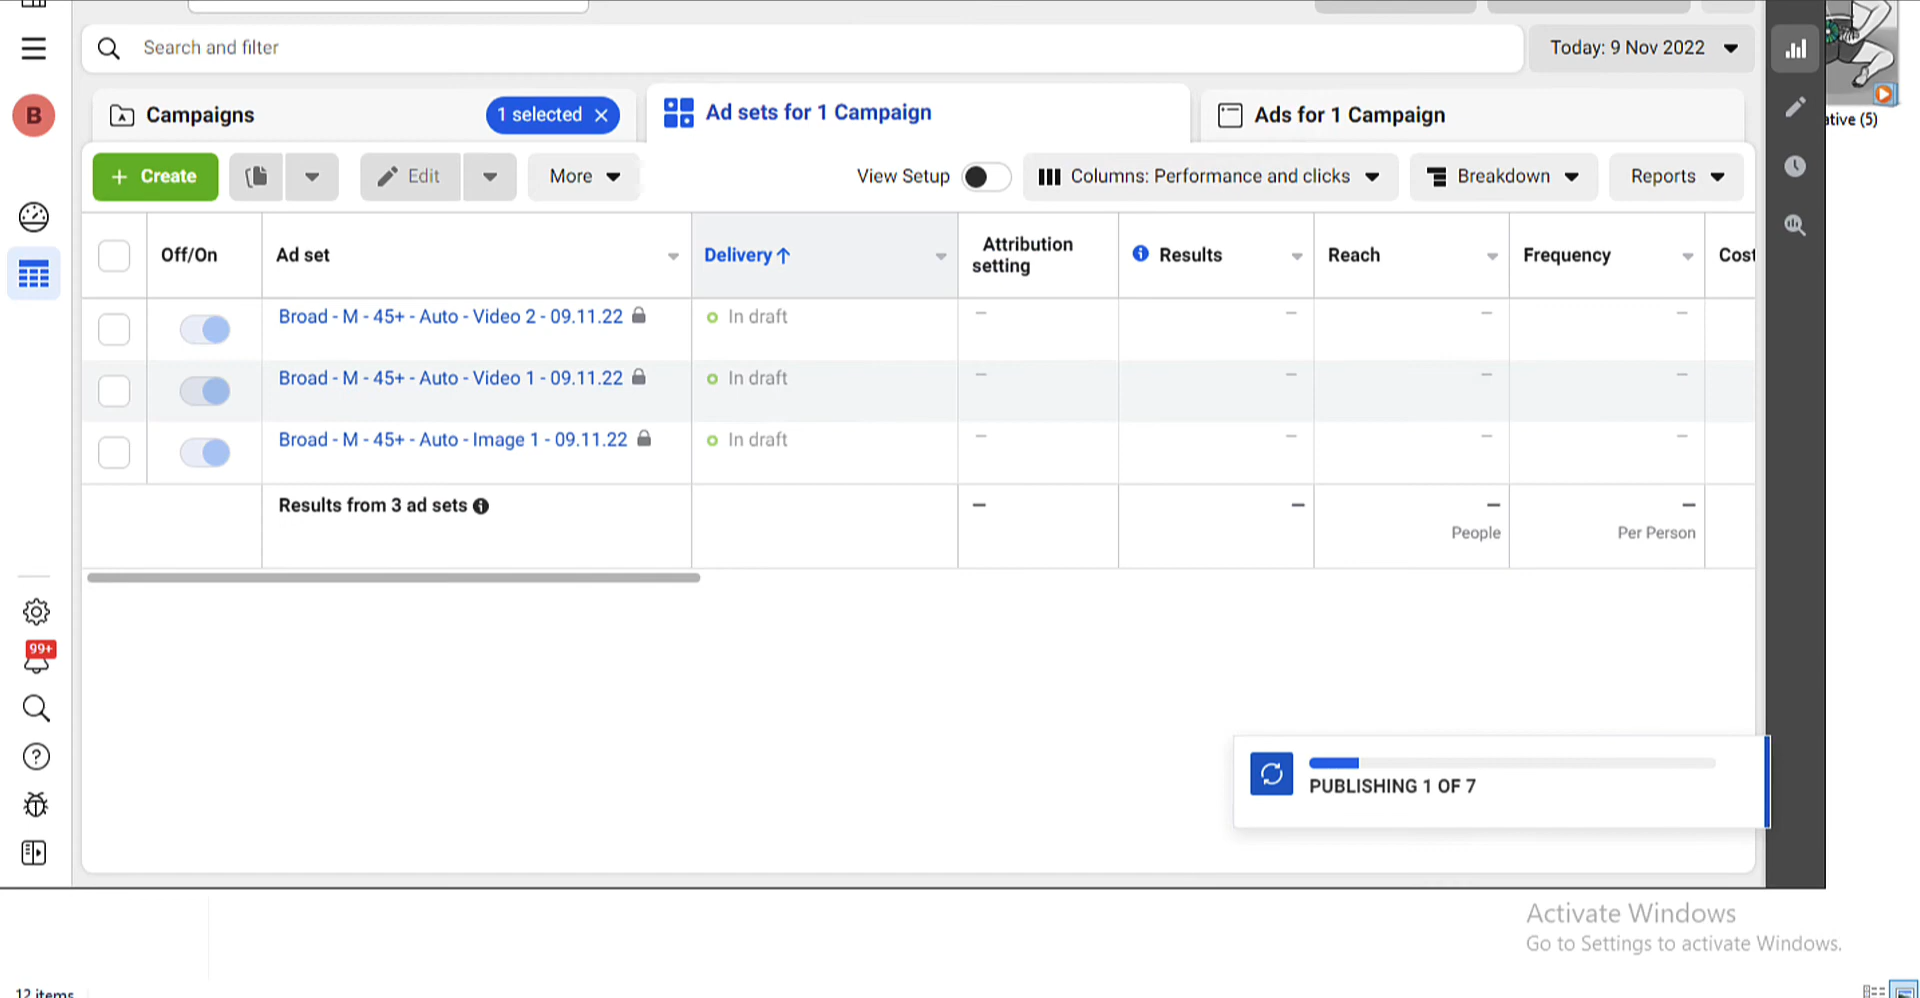 Search and filter
Today: 9 Nov 2022
B
Campaigns
1 selected
Ad sets for 1 Campaign
Ads for 1 Campaign
ative (5)
+ Create
Edit
More
View Setup
Columns: Performance and clicks
Breakdown
Reports
Off/On
Ad set
Delivery↑
Attribution setting
Results
Reach
Frequency
Cost
Broad - M - 45+ - Auto - Video 2 - 09.11.22
In draft
–
–
–
–
Broad - M - 45+ - Auto - Video 1 - 09.11.22
In draft
–
–
–
–
Broad - M - 45+ - Auto - Image 1 - 09.11.22
In draft
–
–
–
–
Results from 3 ad sets
–
–
–
People
–
Per Person
99+
PUBLISHING 1 OF 7
Activate Windows
Go to Settings to activate Windows.
12 items